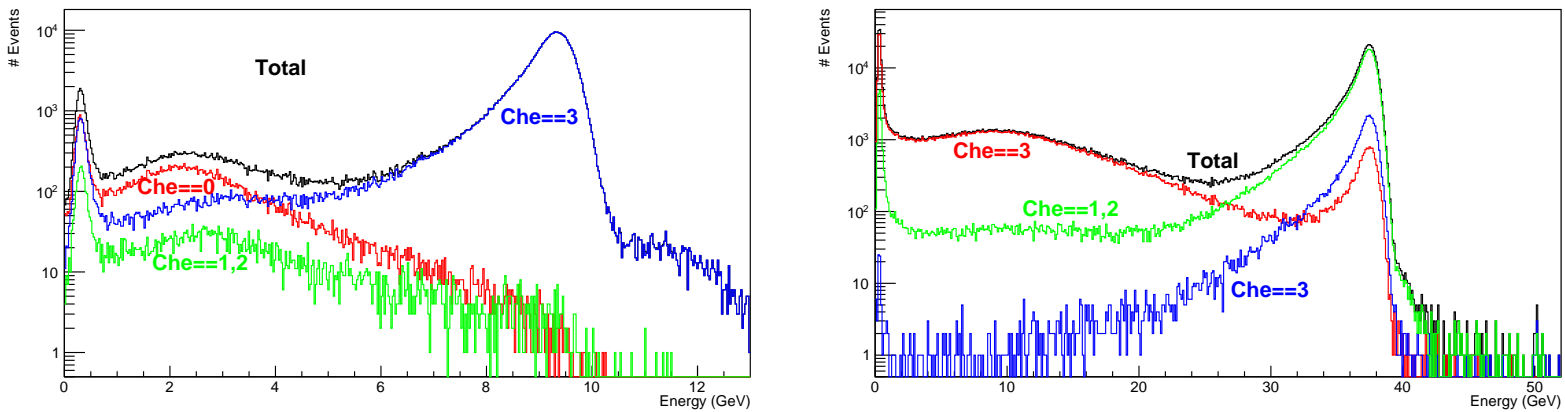 # Events
10⁴
10³
10²
10
1
Total
Che==3
Che==0
Che==1,2
0 2 4 6 8 10 12
Energy (GeV)
# Events
10⁴
10³
10²
10
1
Che==3
Total
Che==1,2
Che==3
0 10 20 30 40 50
Energy (GeV)